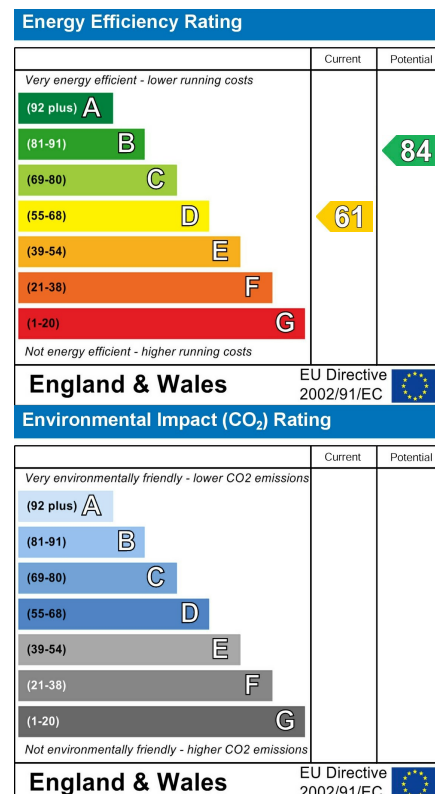 Energy Efficiency Rating
Current Potential
Very energy efficient - lower running costs
(92 plus) A
(81-91) B
84
(69-80) C
(55-68) D
61
(39-54) E
(21-38) F
(1-20) G
Not energy efficient - higher running costs
England & Wales
EU Directive
2002/91/EC
Environmental Impact (CO₂) Rating
Current Potential
Very environmentally friendly - lower CO2 emissions
(92 plus) A
(81-91) B
(69-80) C
(55-68) D
(39-54) E
(21-38) F
(1-20) G
Not environmentally friendly - higher CO2 emissions
England & Wales
EU Directive
2002/91/EC